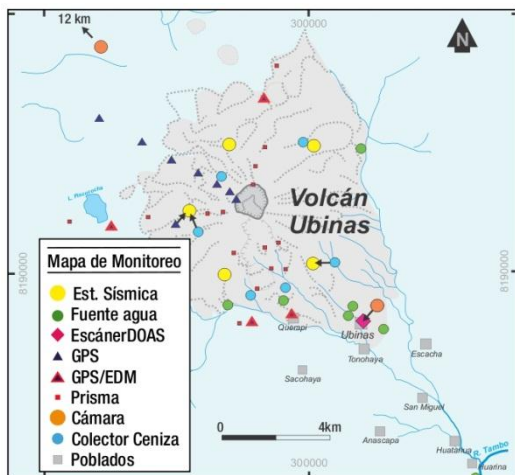 300000
12 km
N
Volcán
Ubinas
L. Piscococha
8190000
8190000
Mapa de Monitoreo
Est. Sísmica
Fuente agua
EscánerDOAS
GPS
GPS/EDM
Prisma
Cámara
Colector Ceniza
Poblados
Querapi
Ubinas
Tonohaya
Escacha
Sacohaya
San Miguel
Anascapa
Huatahua
R. Tambo
Huarina
0
4km
300000